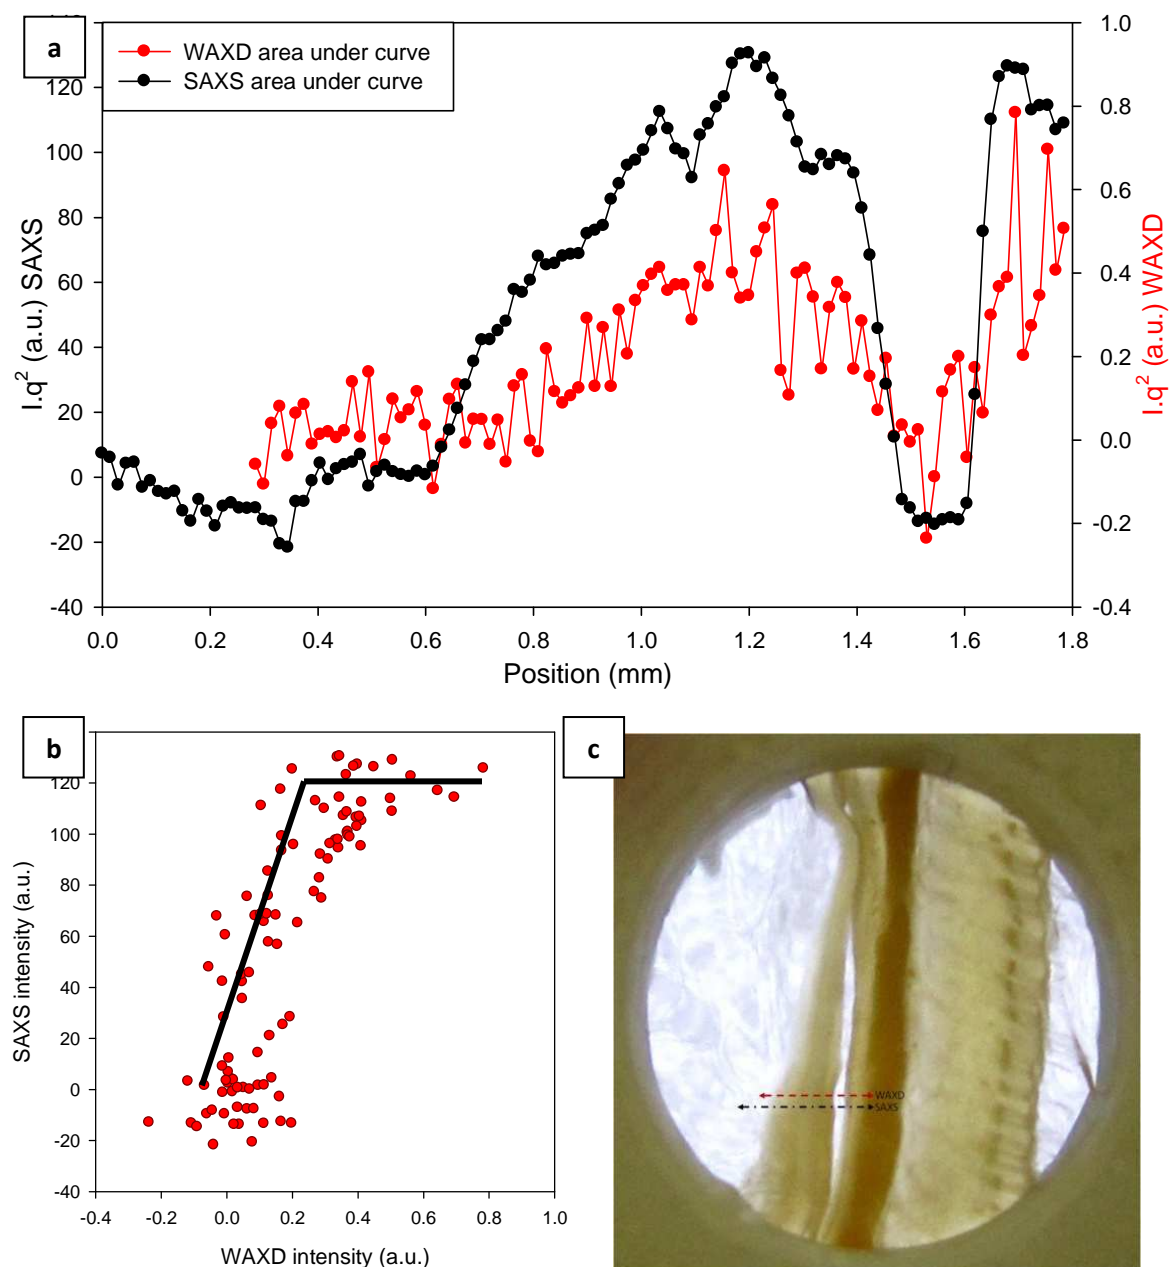 a
WAXD area under curve
SAXS area under curve
120
100
80
60
40
20
0
-20
-40
1.0
0.8
0.6
0.4
0.2
0.0
-0.2
-0.4
I.q² (a.u.) SAXS
I.q² (a.u.) WAXD
0.0 0.2 0.4 0.6 0.8 1.0 1.2 1.4 1.6 1.8
Position (mm)
b
120
100
80
60
40
20
0
-20
-40
SAXS intensity (a.u.)
-0.4 -0.2 0.0 0.2 0.4 0.6 0.8 1.0
WAXD intensity (a.u.)
c
WAXD
SAXS